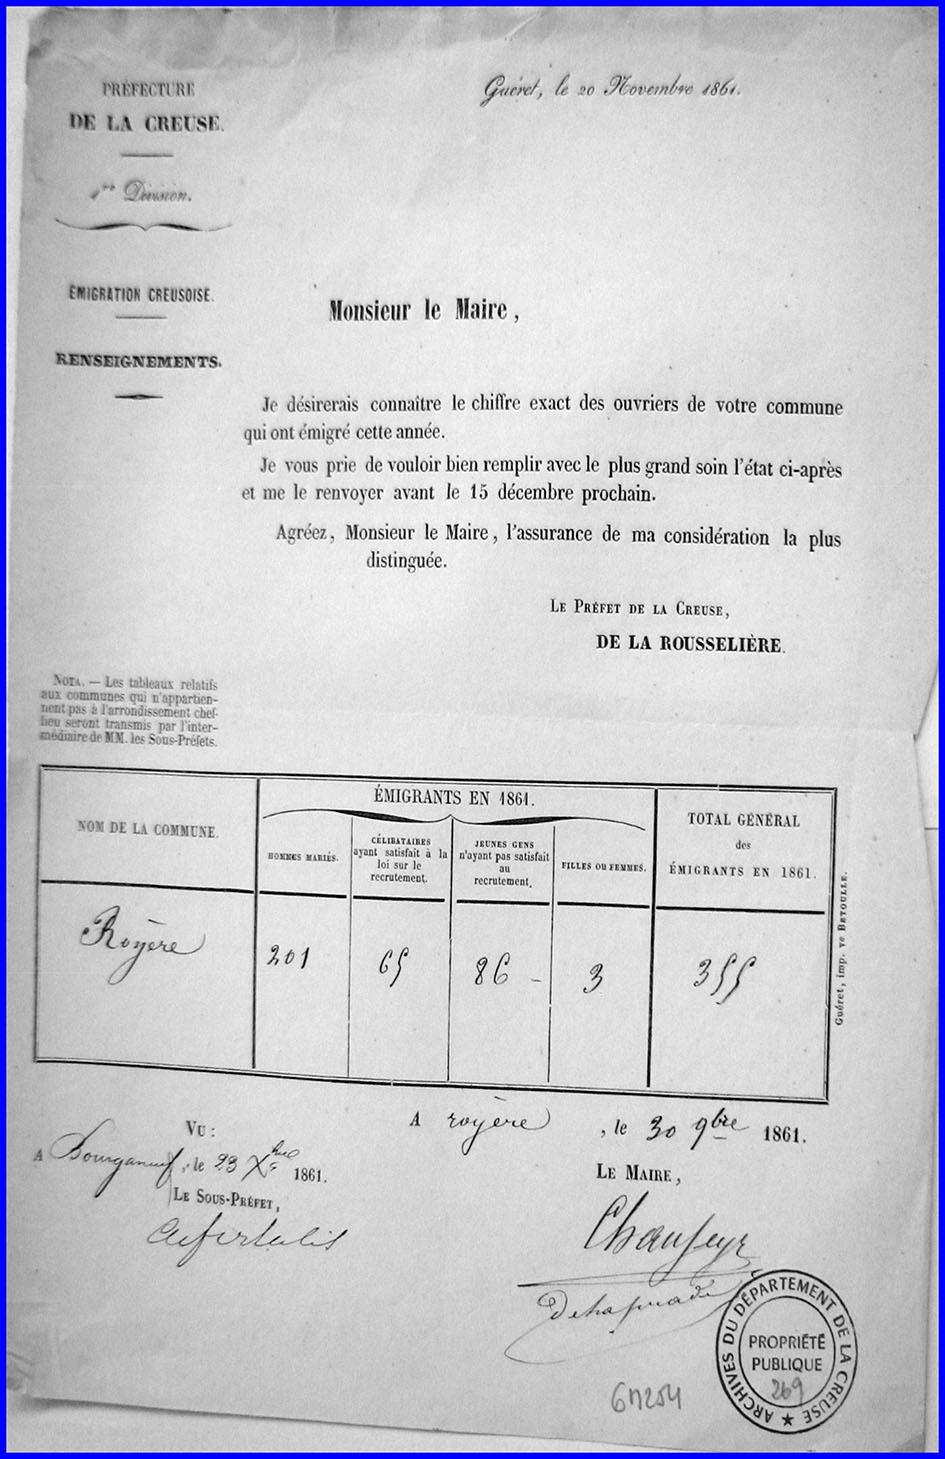 PRÉFECTURE
DE LA CREUSE.
1re Division.
ÉMIGRATION CREUSOISE.
RENSEIGNEMENTS.
Guéret, le 20 Novembre 1861.
Monsieur le Maire,
Je désirerais connaître le chiffre exact des ouvriers de votre commune
qui ont émigré cette année.
Je vous prie de vouloir bien remplir avec le plus grand soin l'état ci-après
et me le renvoyer avant le 15 décembre prochain.
Agréez, Monsieur le Maire, l'assurance de ma considération la plus
distinguée.
LE PRÉFET DE LA CREUSE,
DE LA ROUSSELIÈRE.
NOTA. — Les tableaux relatifs
aux communes qui n'appartien-
nent pas à l'arrondissement chef-
lieu seront transmis par l'inter-
médiaire de MM. les Sous-Préfets.
NOM DE LA COMMUNE.
ÉMIGRANTS EN 1861.
HOMMES MARIÉS.
CÉLIBATAIRES
ayant satisfait à la
loi sur le
recrutement.
JEUNES GENS
n'ayant pas satisfait
au
recrutement.
FILLES OU FEMMES.
TOTAL GÉNÉRAL
des
ÉMIGRANTS EN 1861.
Royère 201 65 86 – 3 355
Guéret, imp. ve BETOULLE.
A royère, le 30 9bre 1861.
LE MAIRE,
VU :
A Bourganeuf, le 23 Xbre 1861.
LE SOUS-PRÉFET,
6M254
ARCHIVES DU DÉPARTEMENT DE LA CREUSE ★
PROPRIÉTÉ
PUBLIQUE
269